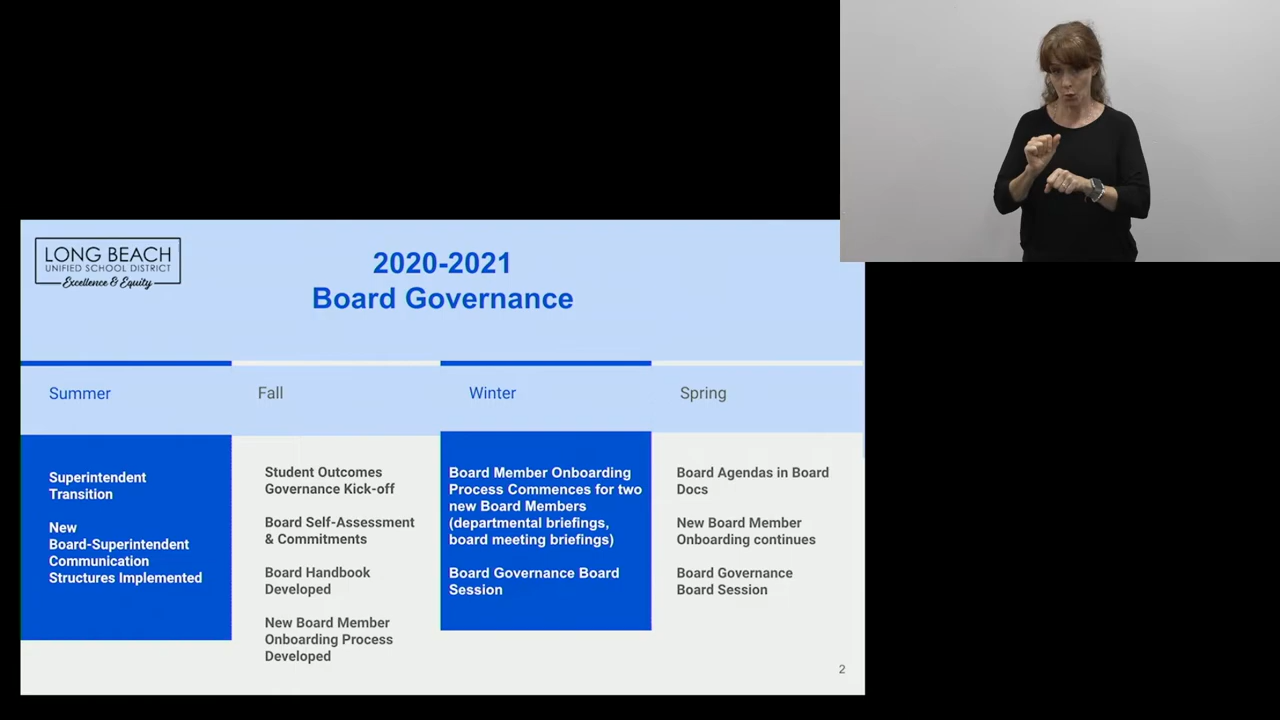 LONG BEACH
UNIFIED SCHOOL DISTRICT
Excellence & Equity
2020-2021
Board Governance
Summer
Fall
Winter
Spring
Superintendent
Transition
New
Board-Superintendent
Communication
Structures Implemented
Student Outcomes
Governance Kick-off
Board Self-Assessment
& Commitments
Board Handbook
Developed
New Board Member
Onboarding Process
Developed
Board Member Onboarding
Process Commences for two
new Board Members
(departmental briefings,
board meeting briefings)
Board Governance Board
Session
Board Agendas in Board
Docs
New Board Member
Onboarding continues
Board Governance
Board Session
2